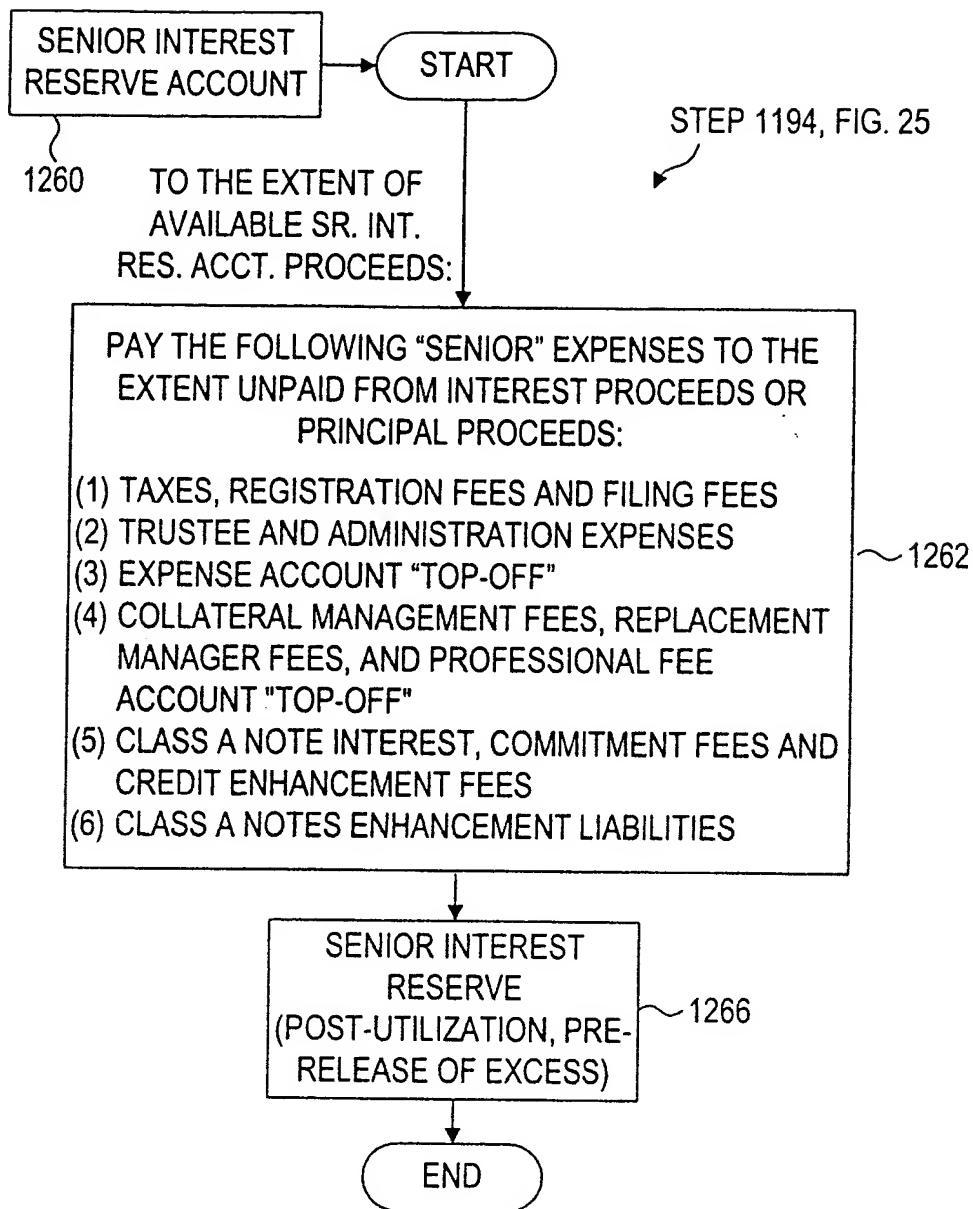 SENIOR INTEREST
RESERVE ACCOUNT
START
STEP 1194, FIG. 25
1260
TO THE EXTENT OF
AVAILABLE SR. INT.
RES. ACCT. PROCEEDS:
PAY THE FOLLOWING “SENIOR” EXPENSES TO THE
EXTENT UNPAID FROM INTEREST PROCEEDS OR
PRINCIPAL PROCEEDS:
(1) TAXES, REGISTRATION FEES AND FILING FEES
(2) TRUSTEE AND ADMINISTRATION EXPENSES
(3) EXPENSE ACCOUNT “TOP-OFF”
(4) COLLATERAL MANAGEMENT FEES, REPLACEMENT
MANAGER FEES, AND PROFESSIONAL FEE
ACCOUNT "TOP-OFF"
(5) CLASS A NOTE INTEREST, COMMITMENT FEES AND
CREDIT ENHANCEMENT FEES
(6) CLASS A NOTES ENHANCEMENT LIABILITIES
1262
SENIOR INTEREST
RESERVE
(POST-UTILIZATION, PRE-
RELEASE OF EXCESS)
1266
END